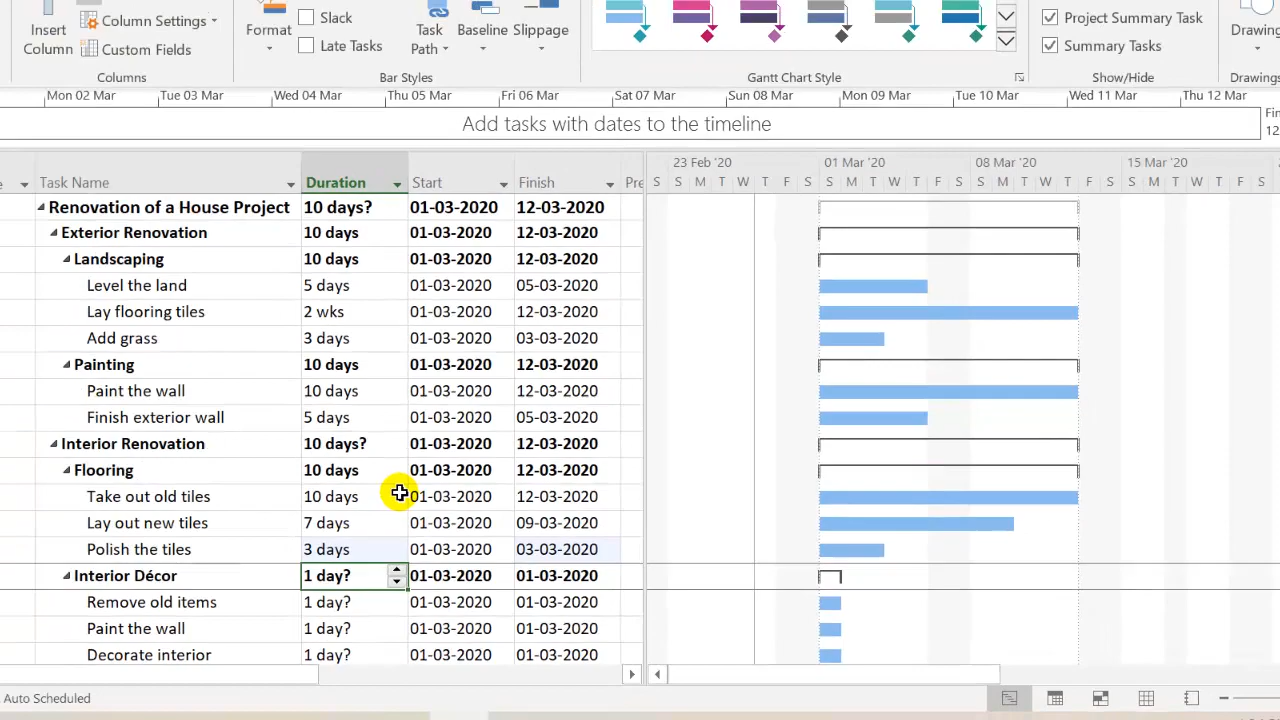 Insert Column
Column Settings
Custom Fields
Columns
Format
Slack
Late Tasks
Task Path
Baseline
Slippage
Bar Styles
Gantt Chart Style
Project Summary Task
Summary Tasks
Show/Hide
Drawing
Drawings
Mon 02 Mar Tue 03 Mar Wed 04 Mar Thu 05 Mar Fri 06 Mar Sat 07 Mar Sun 08 Mar Mon 09 Mar Tue 10 Mar Wed 11 Mar Thu 12 Mar
Add tasks with dates to the timeline
Fin
12
Task Name Duration Start Finish Pre
23 Feb '20 01 Mar '20 08 Mar '20 15 Mar '20
S S M T W T F S S M T W T F S S M T W T F S S M T W T F S
Renovation of a House Project 10 days? 01-03-2020 12-03-2020
Exterior Renovation 10 days 01-03-2020 12-03-2020
Landscaping 10 days 01-03-2020 12-03-2020
Level the land 5 days 01-03-2020 05-03-2020
Lay flooring tiles 2 wks 01-03-2020 12-03-2020
Add grass 3 days 01-03-2020 03-03-2020
Painting 10 days 01-03-2020 12-03-2020
Paint the wall 10 days 01-03-2020 12-03-2020
Finish exterior wall 5 days 01-03-2020 05-03-2020
Interior Renovation 10 days? 01-03-2020 12-03-2020
Flooring 10 days 01-03-2020 12-03-2020
Take out old tiles 10 days 01-03-2020 12-03-2020
Lay out new tiles 7 days 01-03-2020 09-03-2020
Polish the tiles 3 days 01-03-2020 03-03-2020
Interior Décor 1 day? 01-03-2020 01-03-2020
Remove old items 1 day? 01-03-2020 01-03-2020
Paint the wall 1 day? 01-03-2020 01-03-2020
Decorate interior 1 day? 01-03-2020 01-03-2020
Auto Scheduled